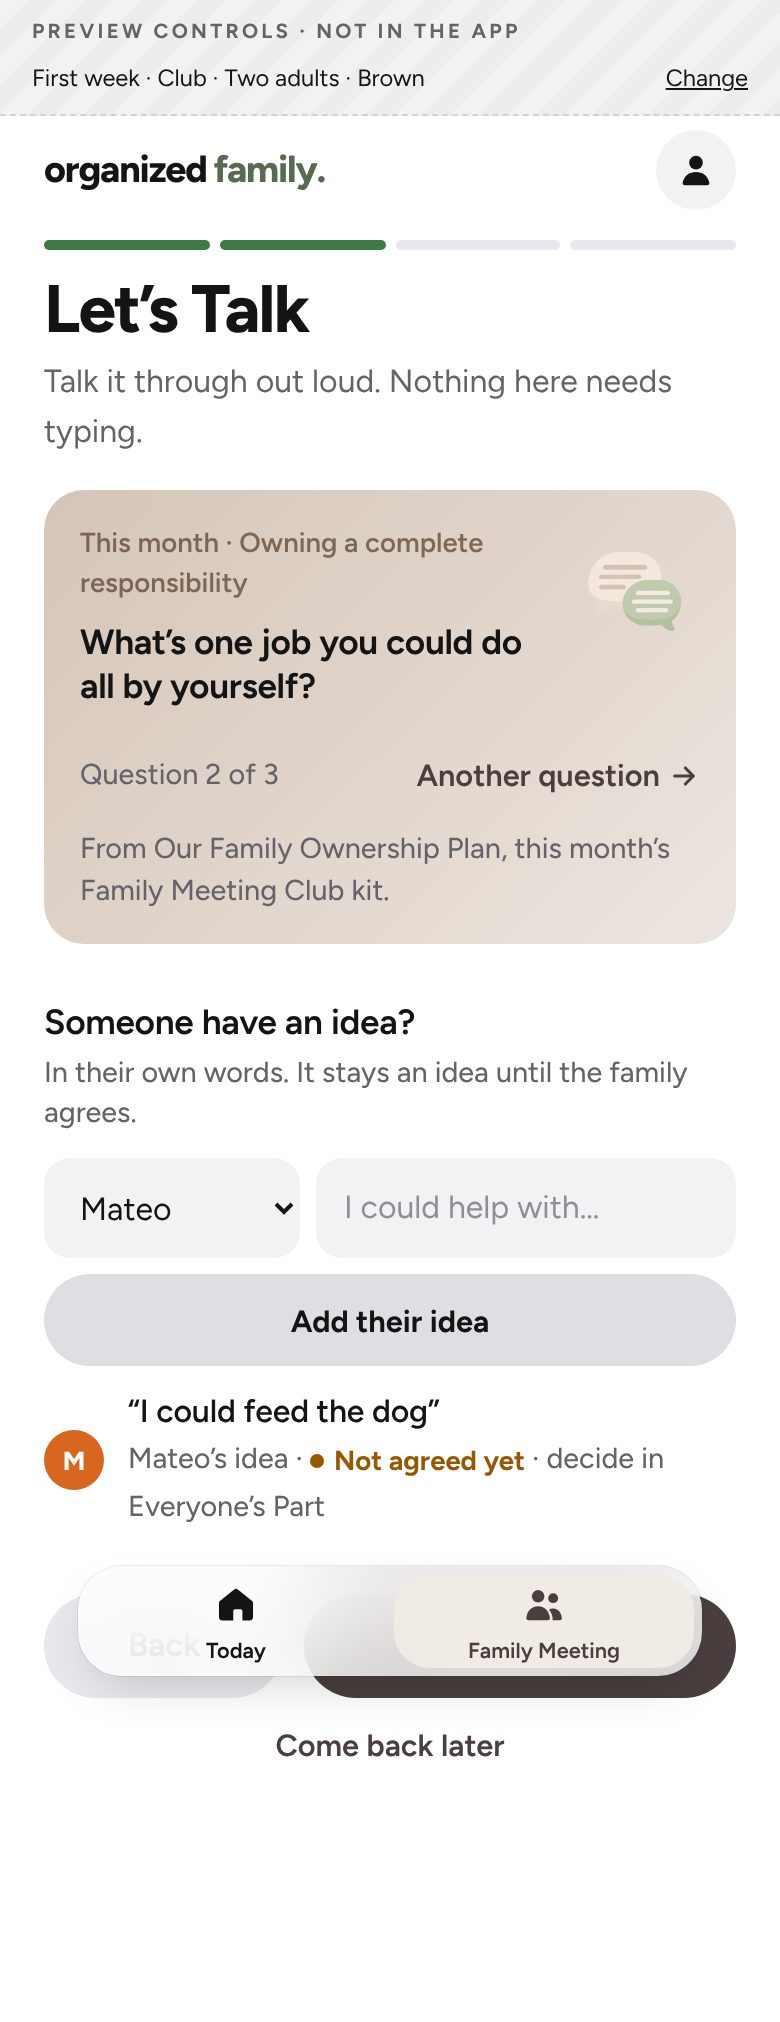 PREVIEW CONTROLS · NOT IN THE APP
First week · Club · Two adults · Brown
Change
organized family.
Let’s Talk
Talk it through out loud. Nothing here needs
typing.
This month · Owning a complete
responsibility
What’s one job you could do
all by yourself?
Question 2 of 3
Another question →
From Our Family Ownership Plan, this month’s
Family Meeting Club kit.
Someone have an idea?
In their own words. It stays an idea until the family
agrees.
Mateo
I could help with...
Add their idea
“I could feed the dog”
M
Mateo’s idea · ● Not agreed yet · decide in
Everyone’s Part
Back
Today
Family Meeting
Come back later